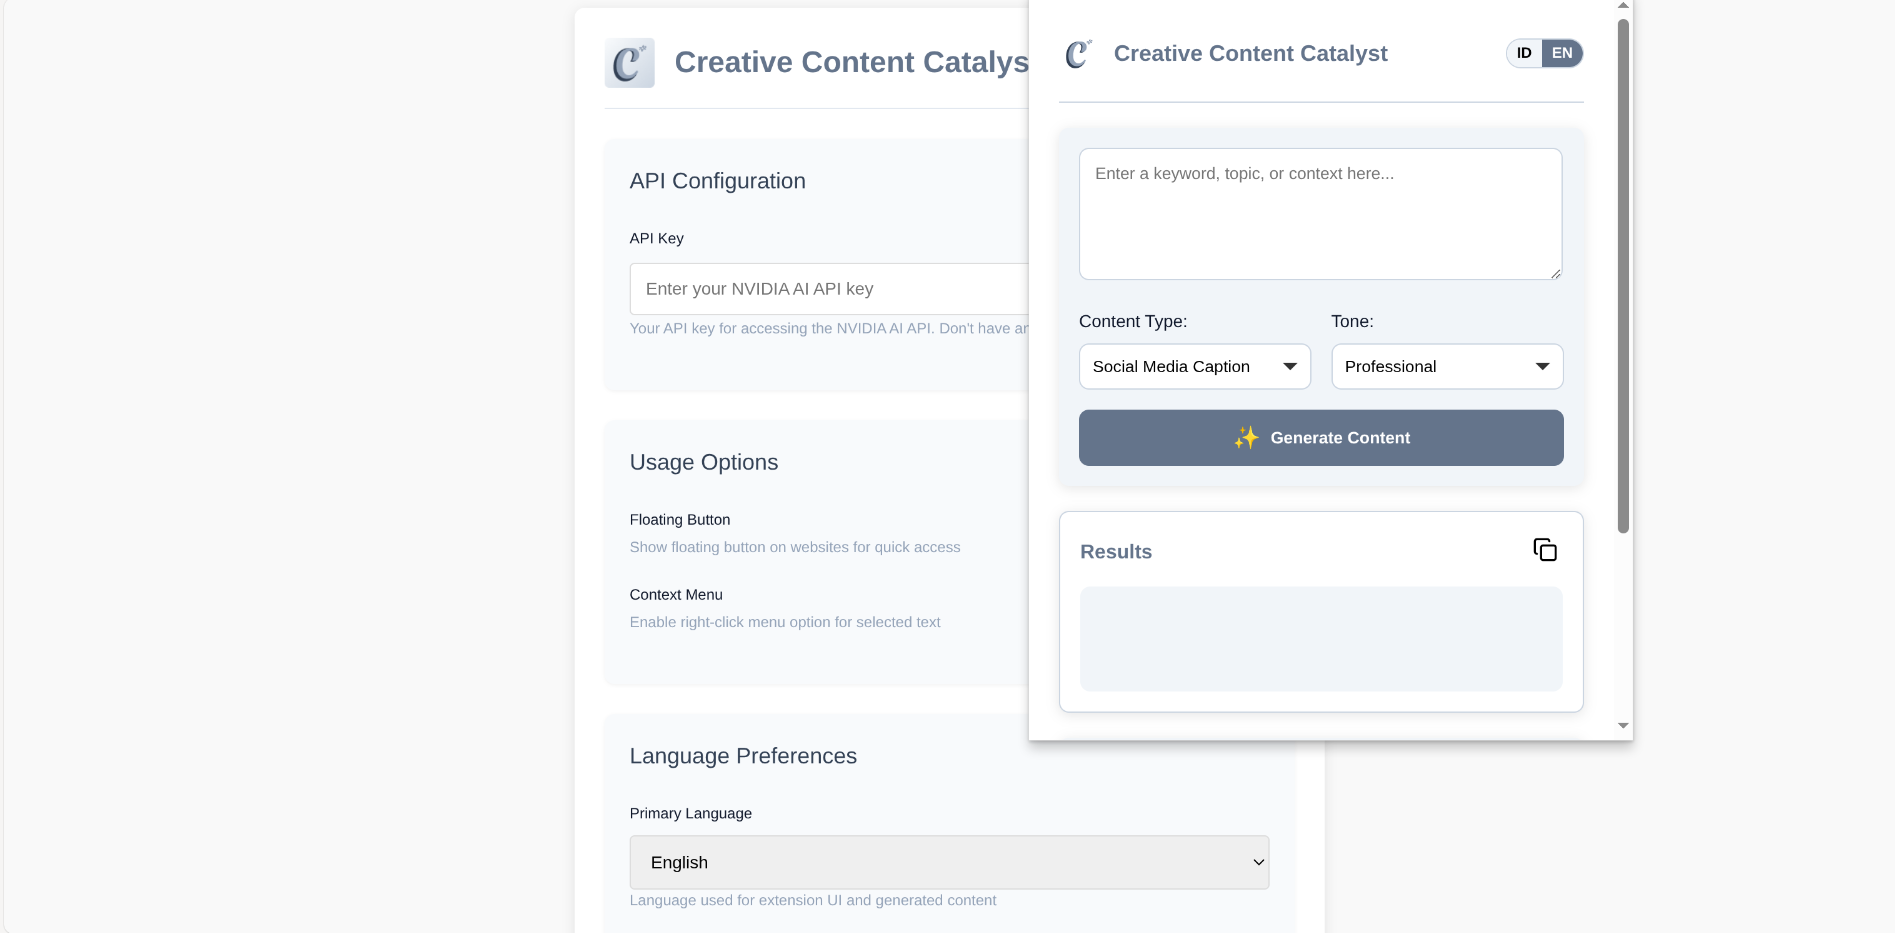 Creative Content Catalys
API Configuration
API Key
Enter your NVIDIA AI API key
Your API key for accessing the NVIDIA AI API. Don't have an
Usage Options
Floating Button
Show floating button on websites for quick access
Context Menu
Enable right-click menu option for selected text
Language Preferences
Primary Language
English
Language used for extension UI and generated content
Creative Content Catalyst
ID EN
Enter a keyword, topic, or context here...
Content Type: Tone:
Social Media Caption Professional
✨ Generate Content
Results